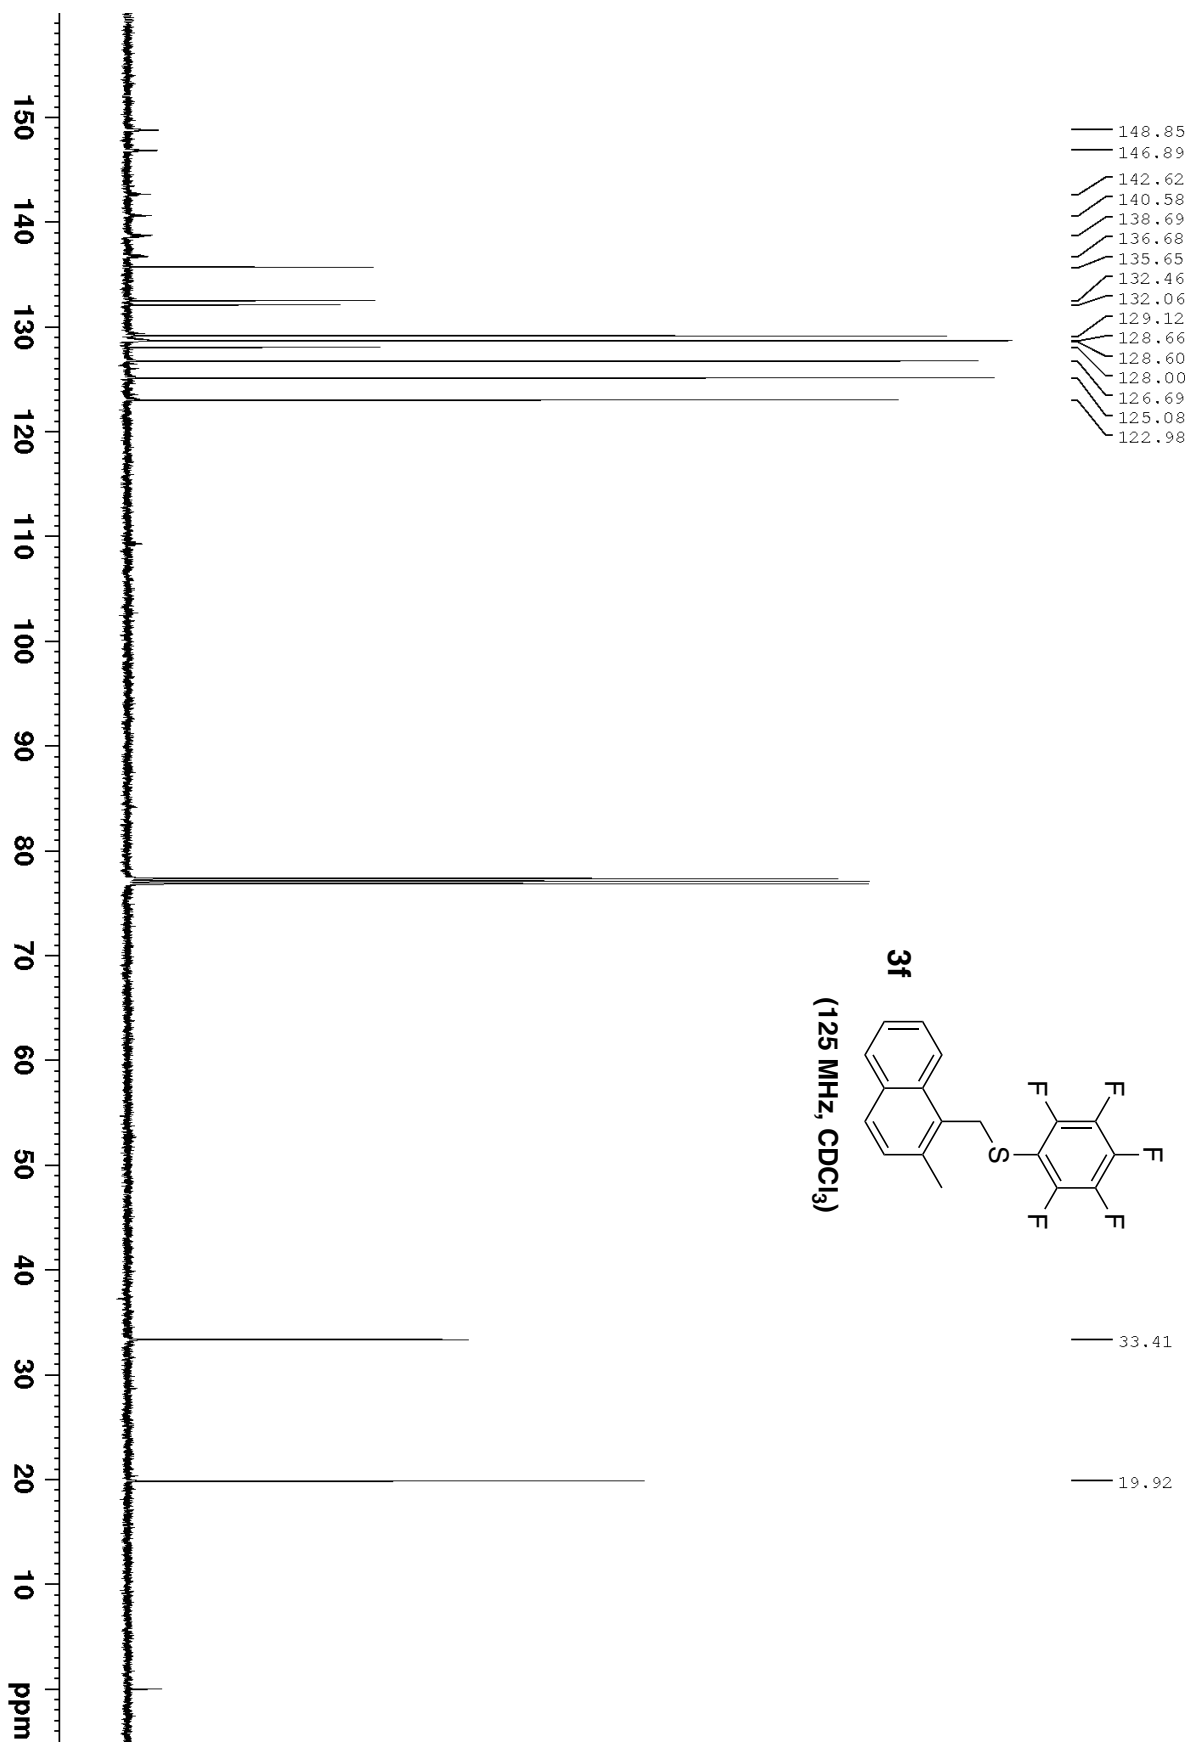 148.85
146.89
142.62
140.58
138.69
136.68
135.65
132.46
132.06
129.12
128.66
128.60
128.00
126.69
125.08
122.98
33.41
19.92
3f
(125 MHz, CDCl₃)
F
F
F
F
F
S
150 140 130 120 110 100 90 80 70 60 50 40 30 20 10 ppm